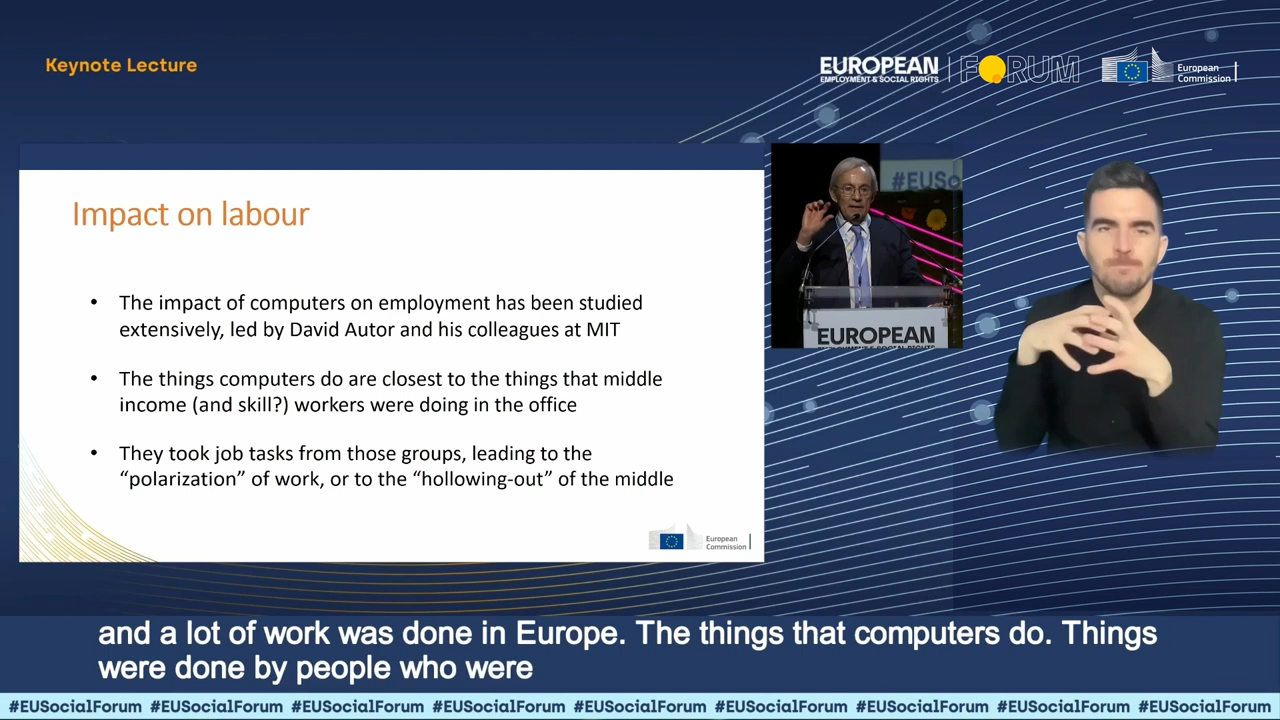 Keynote Lecture
EUROPEAN
EMPLOYMENT & SOCIAL RIGHTS
FORUM
European
Commission
#EUSo
Impact on labour
• The impact of computers on employment has been studied
extensively, led by David Autor and his colleagues at MIT
• The things computers do are closest to the things that middle
income (and skill?) workers were doing in the office
• They took job tasks from those groups, leading to the
“polarization” of work, or to the “hollowing-out” of the middle
European
Commission
EUROPEAN
EMPLOYMENT & SOCIAL RIGHTS
and a lot of work was done in Europe. The things that computers do. Things
were done by people who were
#EUSocialForum #EUSocialForum #EUSocialForum #EUSocialForum #EUSocialForum #EUSocialForum #EUSocialForum #EUSocialForum #EUSocialForum